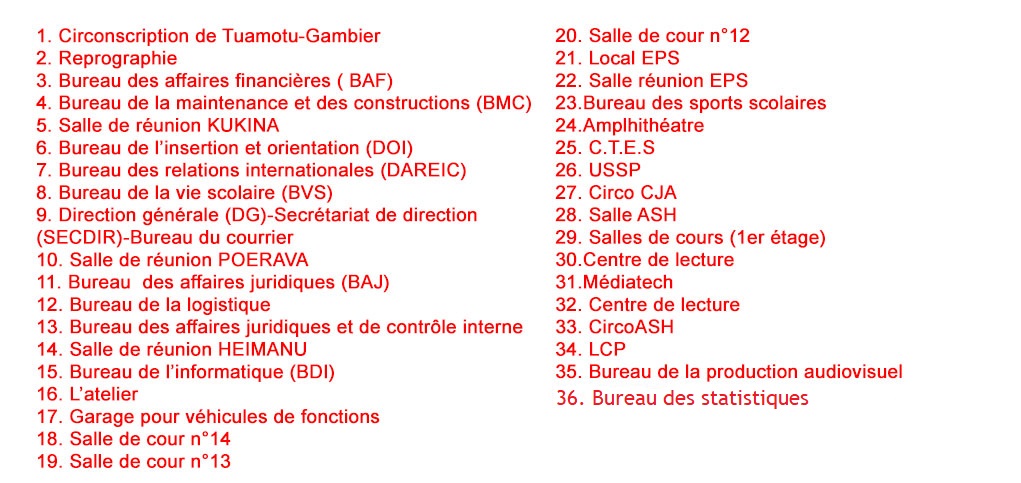 1. Circonscription de Tuamotu-Gambier
2. Reprographie
3. Bureau des affaires financières ( BAF)
4. Bureau de la maintenance et des constructions (BMC)
5. Salle de réunion KUKINA
6. Bureau de l'insertion et orientation (DOI)
7. Bureau des relations internationales (DAREIC)
8. Bureau de la vie scolaire (BVS)
9. Direction générale (DG)-Secrétariat de direction
(SECDIR)-Bureau du courrier
10. Salle de réunion POERAVA
11. Bureau  des affaires juridiques (BAJ)
12. Bureau de la logistique
13. Bureau des affaires juridiques et de contrôle interne
14. Salle de réunion HEIMANU
15. Bureau de l'informatique (BDI)
16. L'atelier
17. Garage pour véhicules de fonctions
18. Salle de cour n°14
19. Salle de cour n°13
20. Salle de cour n°12
21. Local EPS
22. Salle réunion EPS
23.Bureau des sports scolaires
24.Amplhithéatre
25. C.T.E.S
26. USSP
27. Circo CJA
28. Salle ASH
29. Salles de cours (1er étage)
30.Centre de lecture
31.Médiatech
32. Centre de lecture
33. CircoASH
34. LCP
35. Bureau de la production audiovisuel
36. Bureau des statistiques